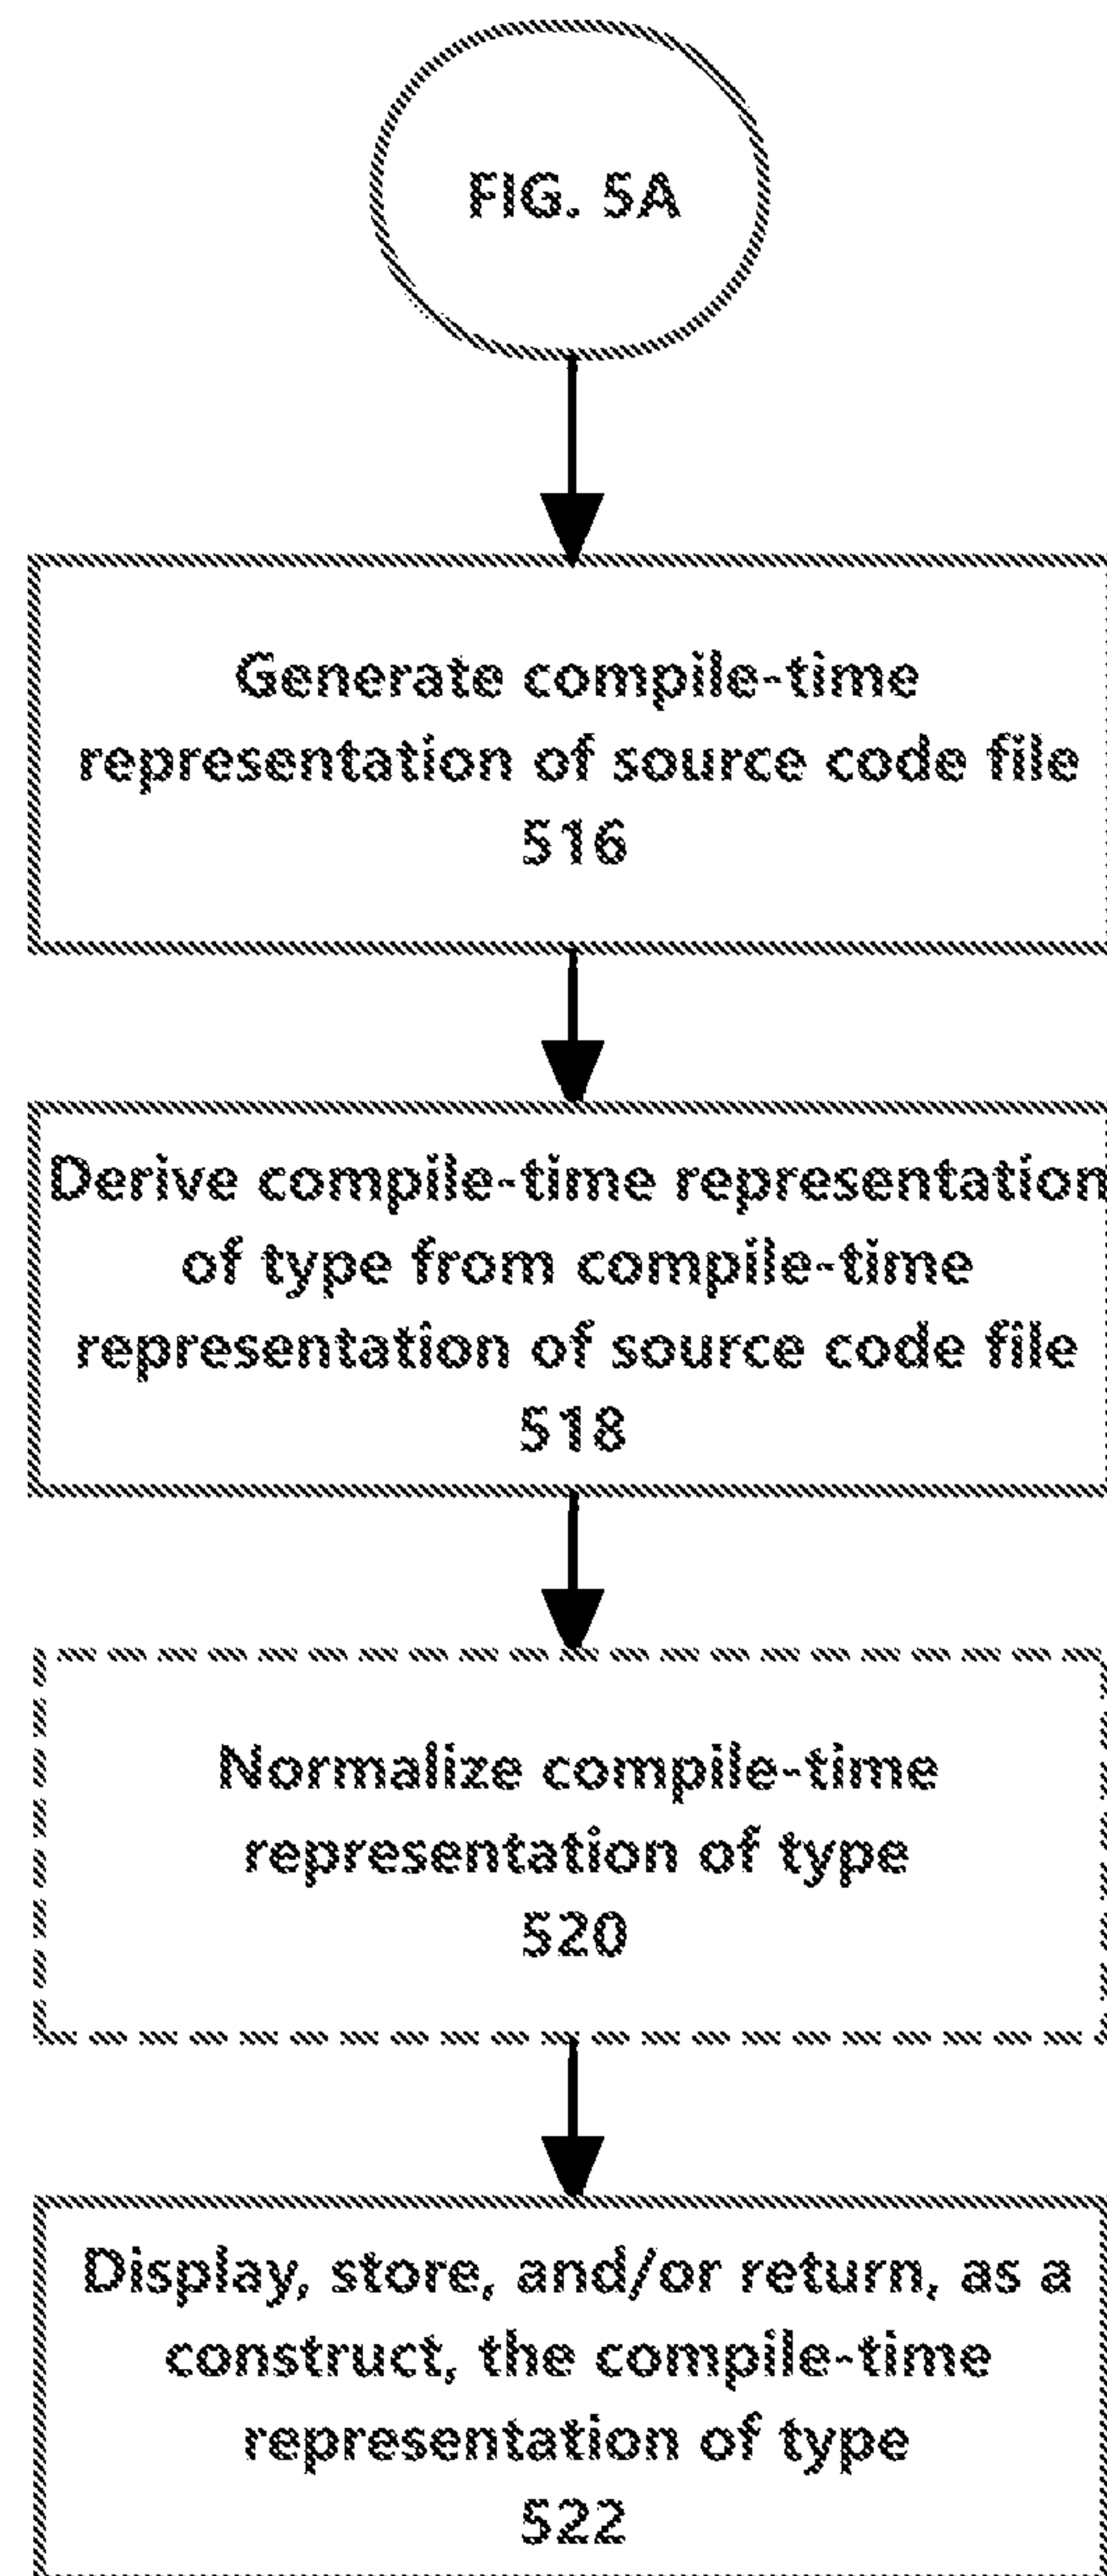 FIG. 5A
Generate compile-time
representation of source code file
516
Derive compile-time representation
of type from compile-time
representation of source code file
518
Normalize compile-time
representation of type
520
Display, store, and/or return, as a
construct, the compile-time
representation of type
522